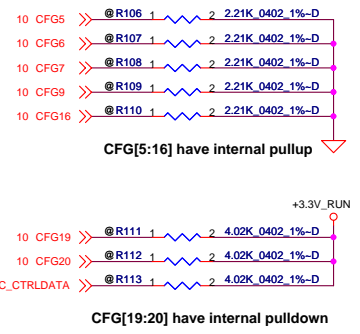 10 CFG5 @R106 1 2 2.21K_0402_1%~D
10 CFG6 @R107 1 2 2.21K_0402_1%~D
10 CFG7 @R108 1 2 2.21K_0402_1%~D
10 CFG9 @R109 1 2 2.21K_0402_1%~D
10 CFG16 @R110 1 2 2.21K_0402_1%~D
CFG[5:16] have internal pullup
+3.3V_RUN
10 CFG19 @R111 1 2 4.02K_0402_1%~D
10 CFG20 @R112 1 2 4.02K_0402_1%~D
C_CTRLDATA @R113 1 2 4.02K_0402_1%~D
CFG[19:20] have internal pulldown